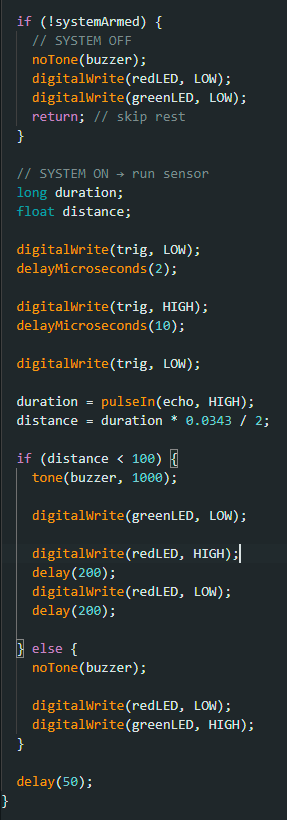 if (!systemArmed) {
// SYSTEM OFF
noTone(buzzer);
digitalWrite(redLED, LOW);
digitalWrite(greenLED, LOW);
return; // skip rest
}
// SYSTEM ON → run sensor
long duration;
float distance;
digitalWrite(trig, LOW);
delayMicroseconds(2);
digitalWrite(trig, HIGH);
delayMicroseconds(10);
digitalWrite(trig, LOW);
duration = pulseIn(echo, HIGH);
distance = duration * 0.0343 / 2;
if (distance < 100) {
tone(buzzer, 1000);
digitalWrite(greenLED, LOW);
digitalWrite(redLED, HIGH);
delay(200);
digitalWrite(redLED, LOW);
delay(200);
} else {
noTone(buzzer);
digitalWrite(redLED, LOW);
digitalWrite(greenLED, HIGH);
}
delay(50);
}